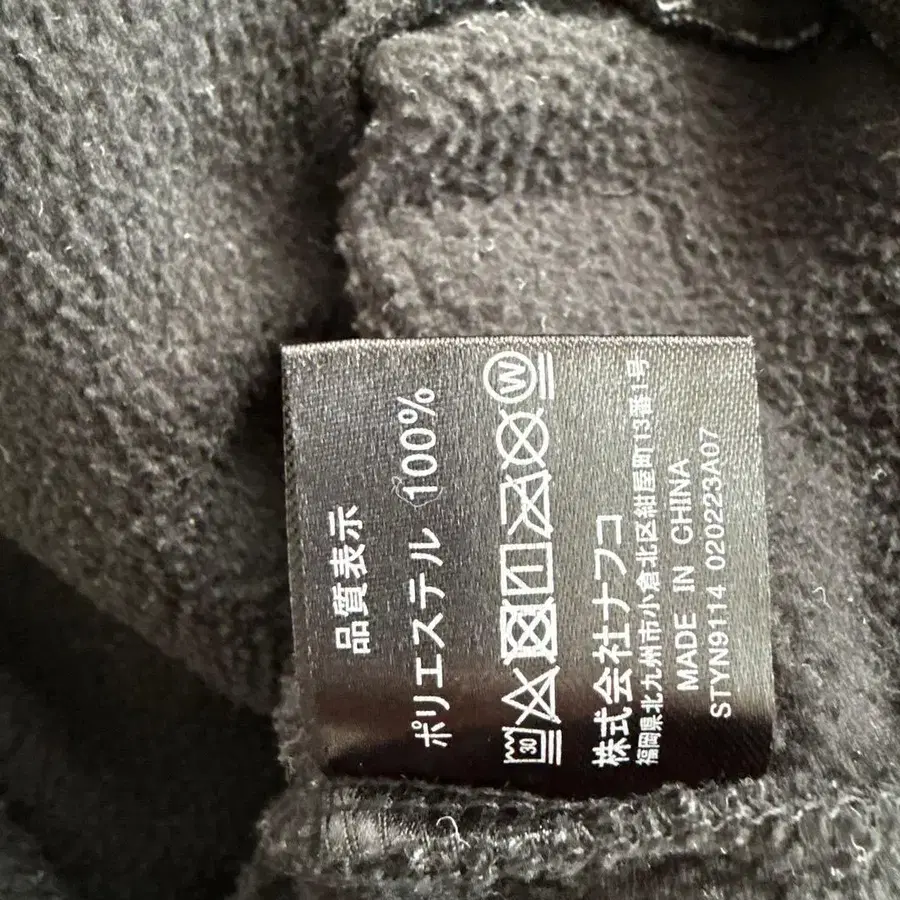 品質表示
ポリエステル 100%
30 W
株式会社ナフコ
福岡県北九州市小倉北区紺屋町13番1号
MADE IN CHINA
STYN9114 020223A07